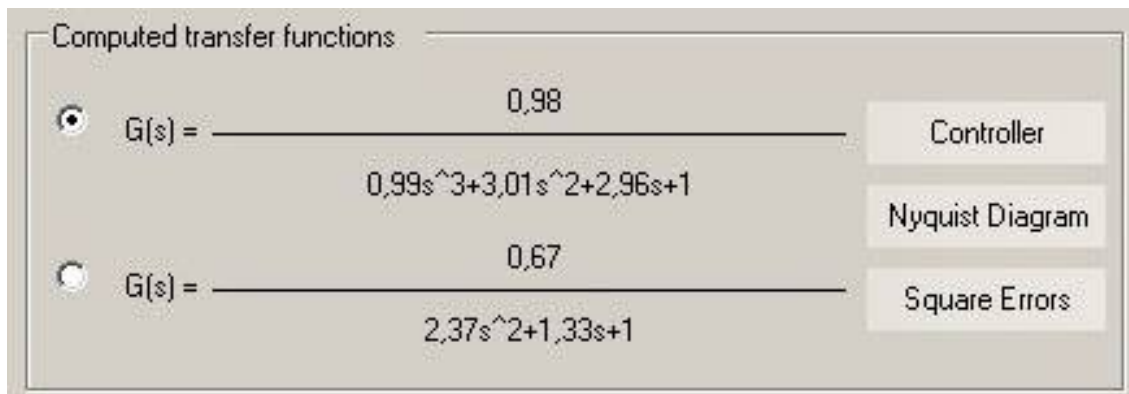 Computed transfer functions
0,98
G(s) =
0,99s^3+3,01s^2+2,96s+1
0,67
G(s) =
2,37s^2+1,33s+1
Controller
Nyquist Diagram
Square Errors